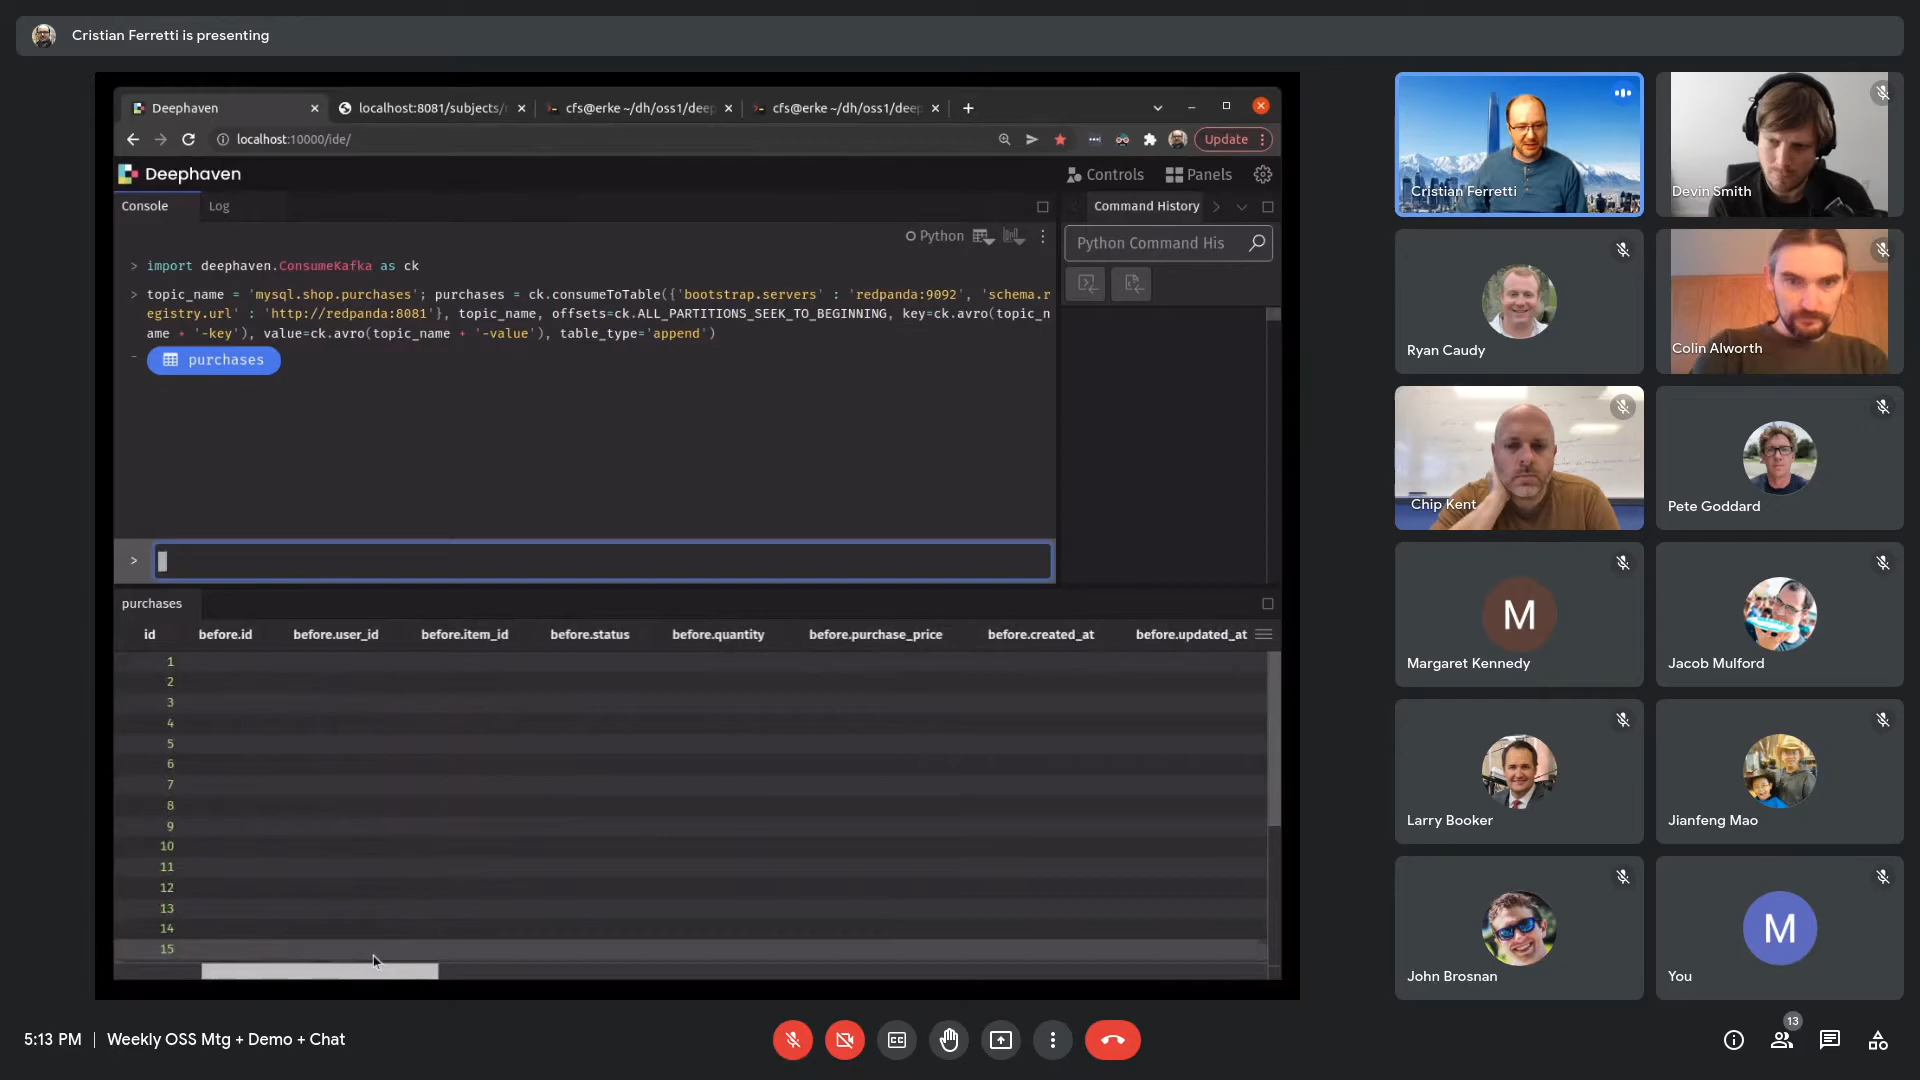 Cristian Ferretti is presenting
Deephaven
localhost:8081/subjects/
cfs@erke ~/dh/oss1/deep
cfs@erke ~/dh/oss1/deep
localhost:10000/ide/
Update
Deephaven
Controls
Panels
Console
Log
Command History
Python
Python Command His
> import deephaven.ConsumeKafka as ck
> topic_name = 'mysql.shop.purchases'; purchases = ck.consumeToTable({'bootstrap.servers' : 'redpanda:9092', 'schema.r
egistry.url' : 'http://redpanda:8081'}, topic_name, offsets=ck.ALL_PARTITIONS_SEEK_TO_BEGINNING, key=ck.avro(topic_n
ame + '-key'), value=ck.avro(topic_name + '-value'), table_type='append')
purchases
>
purchases
id before.id before.user_id before.item_id before.status before.quantity before.purchase_price before.created_at before.updated_at
1
2
3
4
5
6
7
8
9
10
11
12
13
14
15
Cristian Ferretti
Devin Smith
Ryan Caudy
Colin Alworth
Chip Kent
Pete Goddard
M
Margaret Kennedy
Jacob Mulford
Larry Booker
Jianfeng Mao
John Brosnan
M
You
5:13 PM | Weekly OSS Mtg + Demo + Chat
13